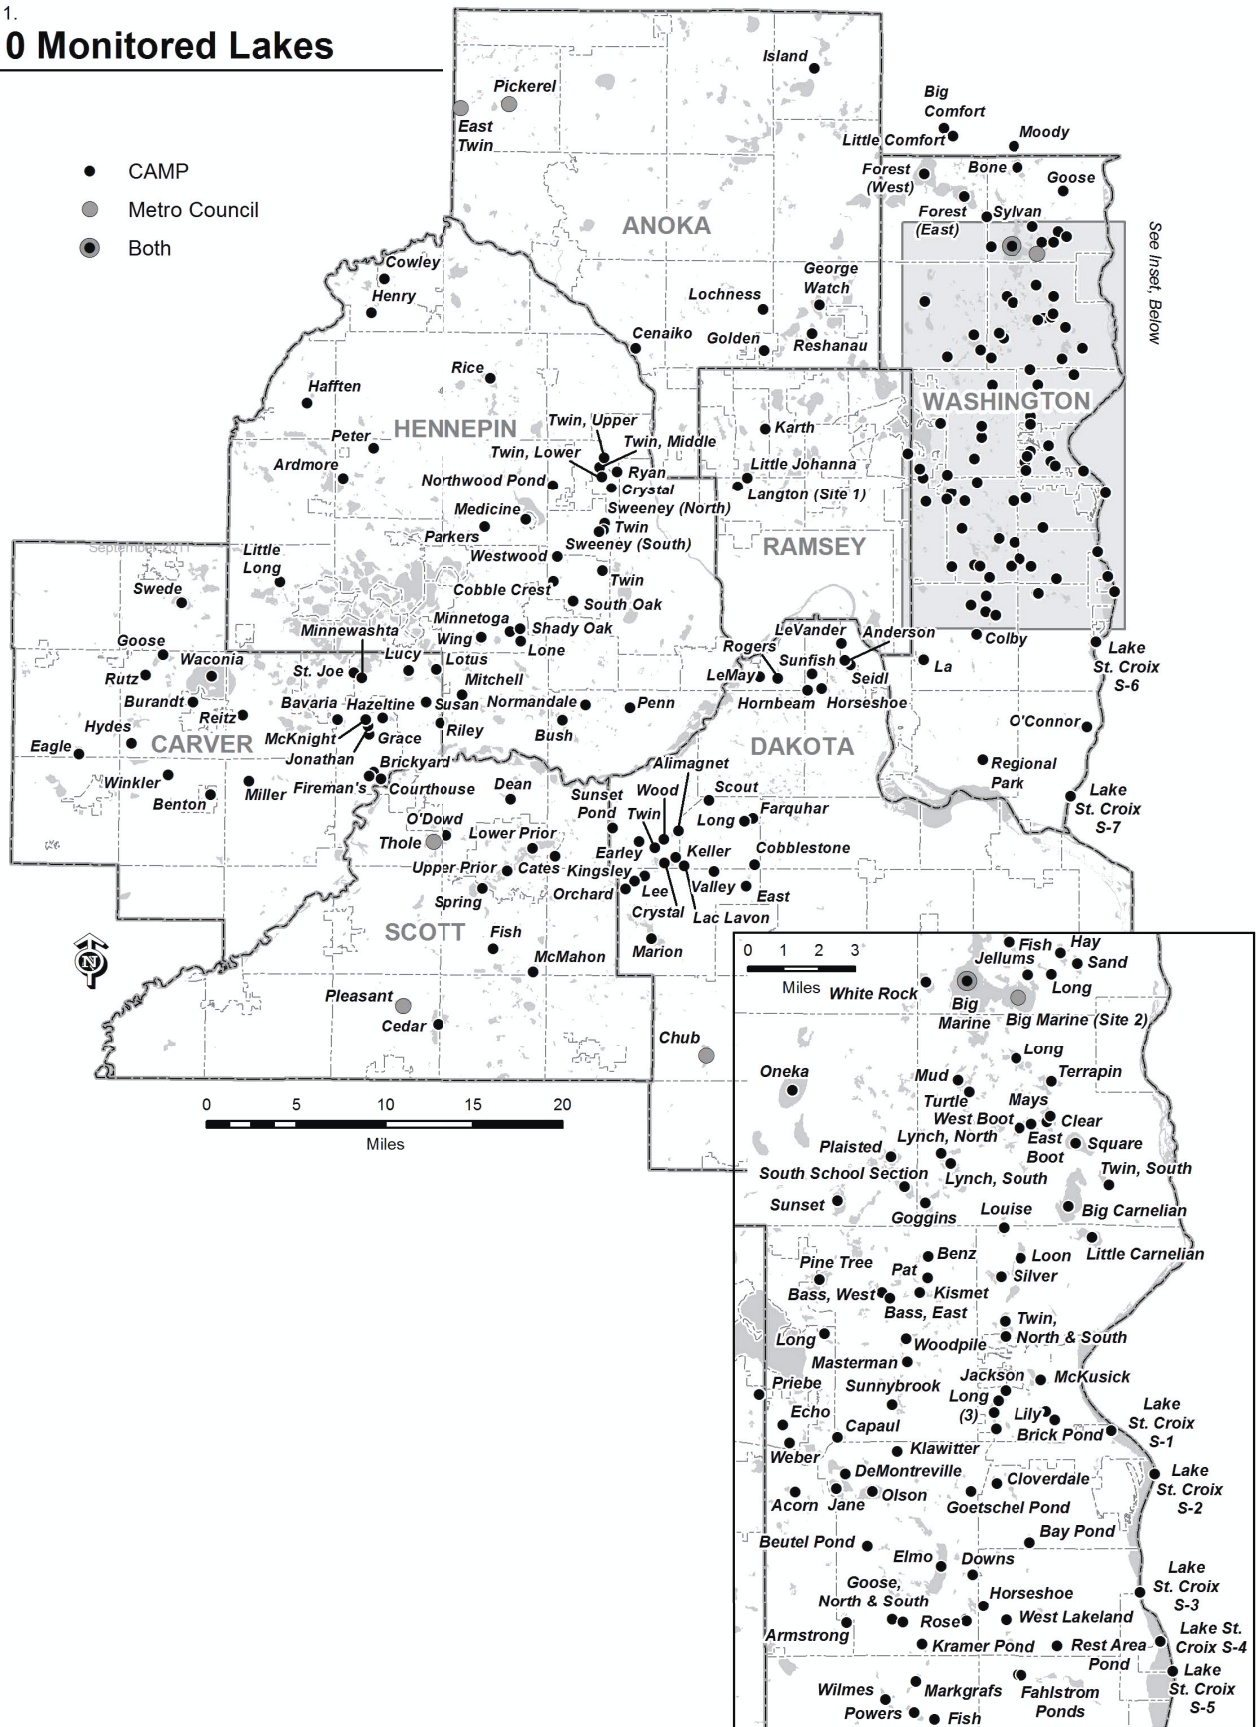 1.
0 Monitored Lakes
CAMP
Metro Council
Both
Island
Pickerel
East
Twin
Big
Comfort
Little Comfort
Moody
Forest
(West)
Bone
Goose
Forest
(East)
Sylvan
ANOKA
See Inset, Below
Cowley
Henry
George
Watch
Lochness
Cenaiko
Golden
Reshanau
Rice
Hafften
HENNEPIN
WASHINGTON
Twin, Upper
Twin, Middle
Twin, Lower
Peter
Ardmore
Karth
Little Johanna
Langton (Site 1)
Northwood Pond
Ryan
Crystal
Sweeney (North)
Medicine
Parkers
Twin
Sweeney (South)
RAMSEY
September 2011
Little
Long
Westwood
Swede
Cobble Crest
Twin
South Oak
Minnetoga
Minnewashta
Wing
Shady Oak
Lone
LeVander
Anderson
Colby
Goose
Rogers
Waconia
St. Joe
Lucy
Lotus
Sunfish
La
Lake
St. Croix
S-6
Rutz
Mitchell
LeMay
Seidl
Burandt
Bavaria
Hazeltine
Susan
Normandale
Penn
Hornbeam
Horseshoe
Reitz
Hydes
McKnight
Riley
O'Connor
Eagle
CARVER
Grace
Bush
DAKOTA
Jonathan
Brickyard
Alimagnet
Regional
Park
Winkler
Miller
Fireman's
Courthouse
Dean
Sunset
Pond
Wood
Scout
Lake
St. Croix
S-7
Benton
O'Dowd
Twin
Long
Farquhar
Thole
Lower Prior
Earley
Keller
Cobblestone
Upper Prior
Cates
Kingsley
Orchard
Lee
Valley
East
Spring
Crystal
Lac Lavon
SCOTT
Fish
Marion
McMahon
N
Pleasant
Cedar
Chub
0 5 10 15 20
Miles
0 1 2 3
Miles
Fish
Hay
Jellums
Sand
White Rock
Long
Big
Marine
Big Marine (Site 2)
Long
Oneka
Mud
Terrapin
Turtle
Mays
West Boot
Clear
Plaisted
Lynch, North
East
Boot
Square
South School Section
Lynch, South
Twin, South
Sunset
Goggins
Louise
Big Carnelian
Benz
Loon
Little Carnelian
Pine Tree
Pat
Silver
Bass, West
Kismet
Bass, East
Twin,
North & South
Long
Woodpile
Masterman
Jackson
McKusick
Priebe
Sunnybrook
Long
(3)
Lily
Lake
St. Croix
S-1
Echo
Capaul
Brick Pond
Weber
Klawitter
DeMontreville
Cloverdale
Lake
St. Croix
S-2
Acorn
Jane
Olson
Goetschel Pond
Beutel Pond
Bay Pond
Elmo
Downs
Lake
St. Croix
S-3
Goose,
North & South
Horseshoe
Rose
West Lakeland
Armstrong
Kramer Pond
Rest Area
Pond
Lake St.
Croix S-4
Wilmes
Markgrafs
Fahlstrom
Ponds
Lake
St. Croix
S-5
Powers
Fish